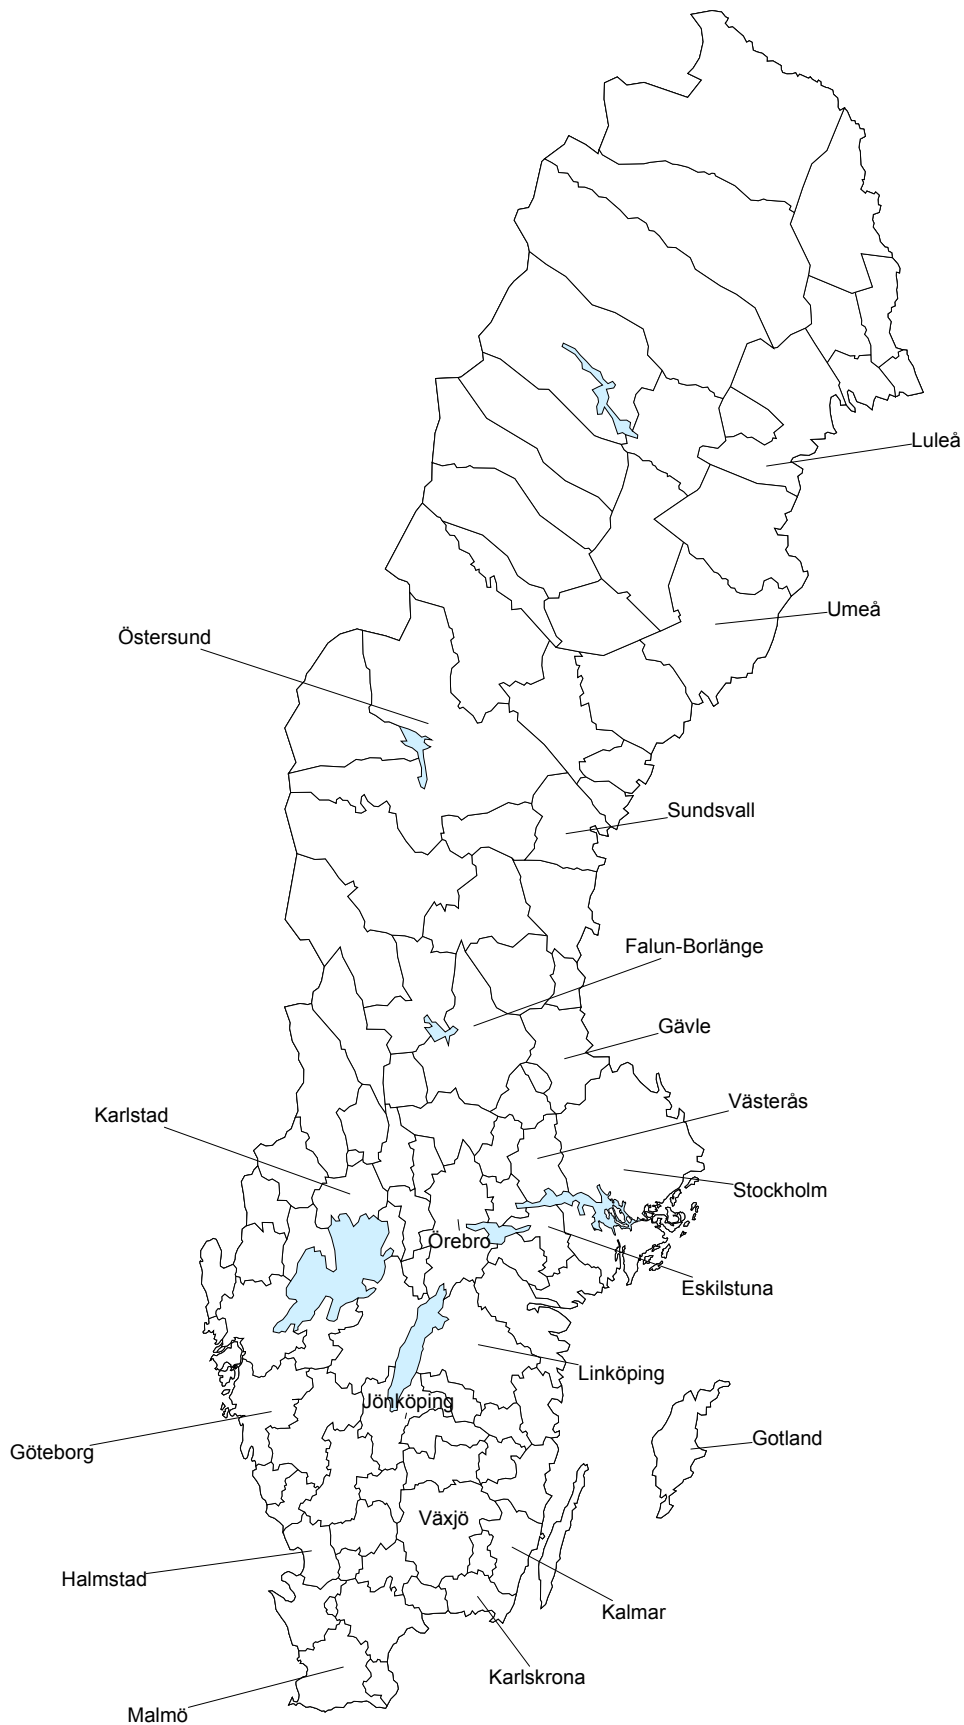 Luleå
Umeå
Östersund
Sundsvall
Falun-Borlänge
Gävle
Västerås
Karlstad
Stockholm
Örebro
Eskilstuna
Linköping
Jönköping
Göteborg
Gotland
Växjö
Halmstad
Kalmar
Karlskrona
Malmö